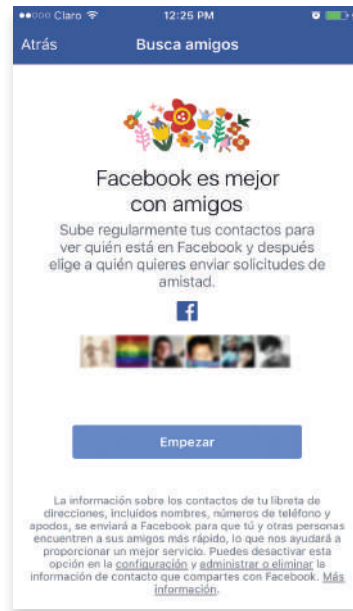 Claro 12:25 PM
Atrás Busca amigos
Facebook es mejor
con amigos
Sube regularmente tus contactos para
ver quién está en Facebook y después
elige a quién quieres enviar solicitudes de
amistad.
f
Empezar
La información sobre los contactos de tu libreta de
direcciones, incluidos nombres, números de teléfono y
apodos, se enviará a Facebook para que tú y otras personas
encuentren a sus amigos más rápido, lo que nos ayudará a
proporcionar un mejor servicio. Puedes desactivar esta
opción en la configuración y administrar o eliminar la
información de contacto que compartes con Facebook. Más
información.